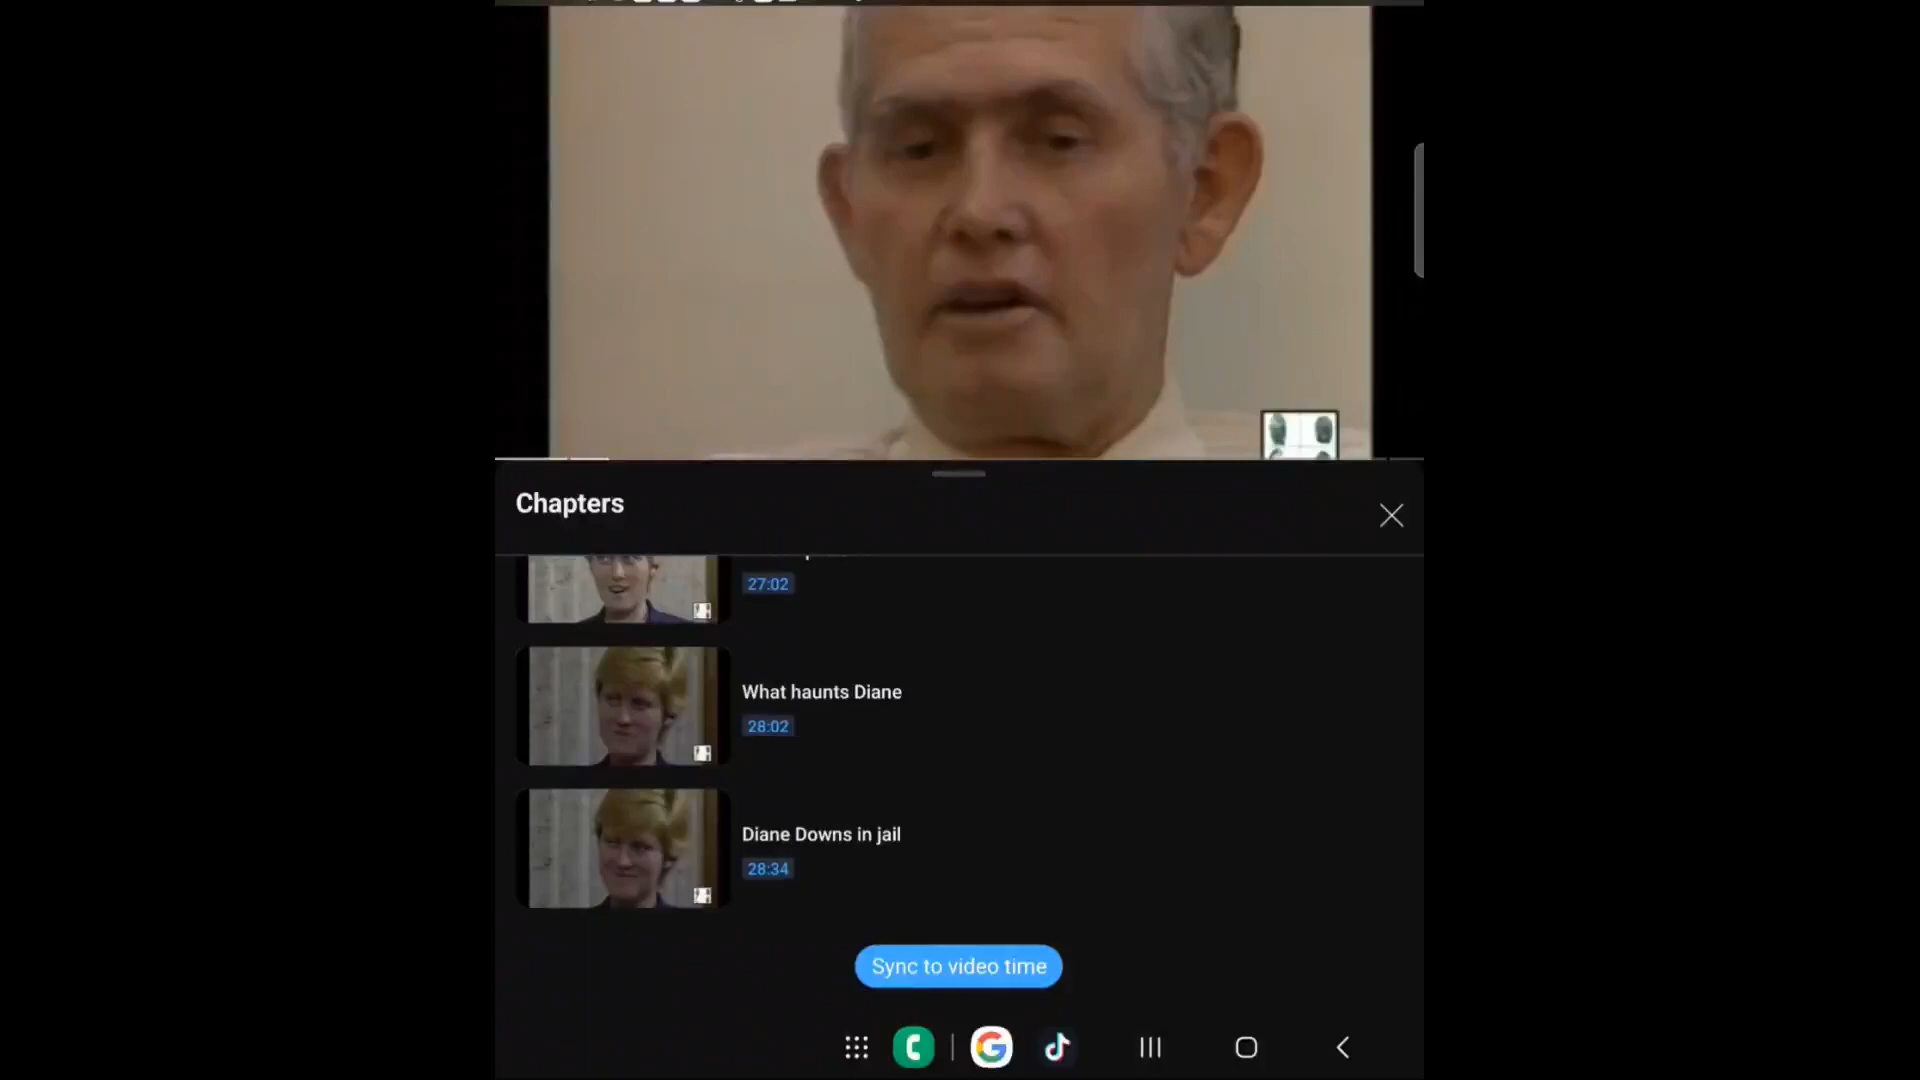 Chapters
27:02
What haunts Diane
28:02
Diane Downs in jail
28:34
Sync to video time